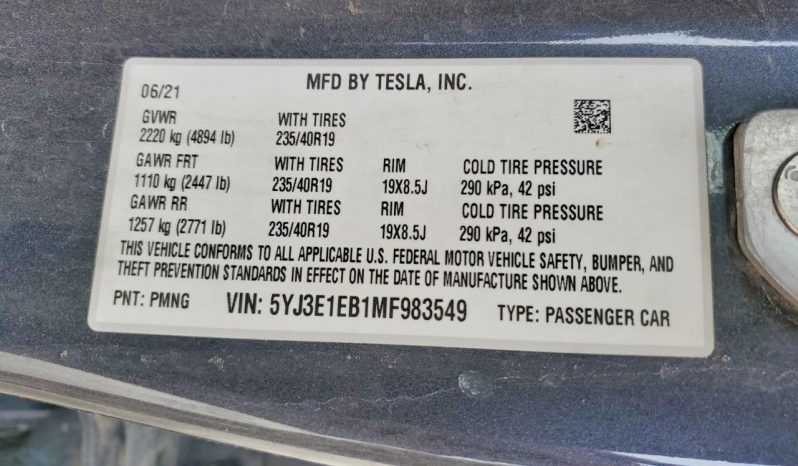 06/21 MFD BY TESLA, INC.
GVWR WITH TIRES
2220 kg (4894 lb) 235/40R19
GAWR FRT WITH TIRES RIM COLD TIRE PRESSURE
1110 kg (2447 lb) 235/40R19 19X8.5J 290 kPa, 42 psi
GAWR RR WITH TIRES RIM COLD TIRE PRESSURE
1257 kg (2771 lb) 235/40R19 19X8.5J 290 kPa, 42 psi
THIS VEHICLE CONFORMS TO ALL APPLICABLE U.S. FEDERAL MOTOR VEHICLE SAFETY, BUMPER, AND
THEFT PREVENTION STANDARDS IN EFFECT ON THE DATE OF MANUFACTURE SHOWN ABOVE.
PNT: PMNG VIN: 5YJ3E1EB1MF983549 TYPE: PASSENGER CAR